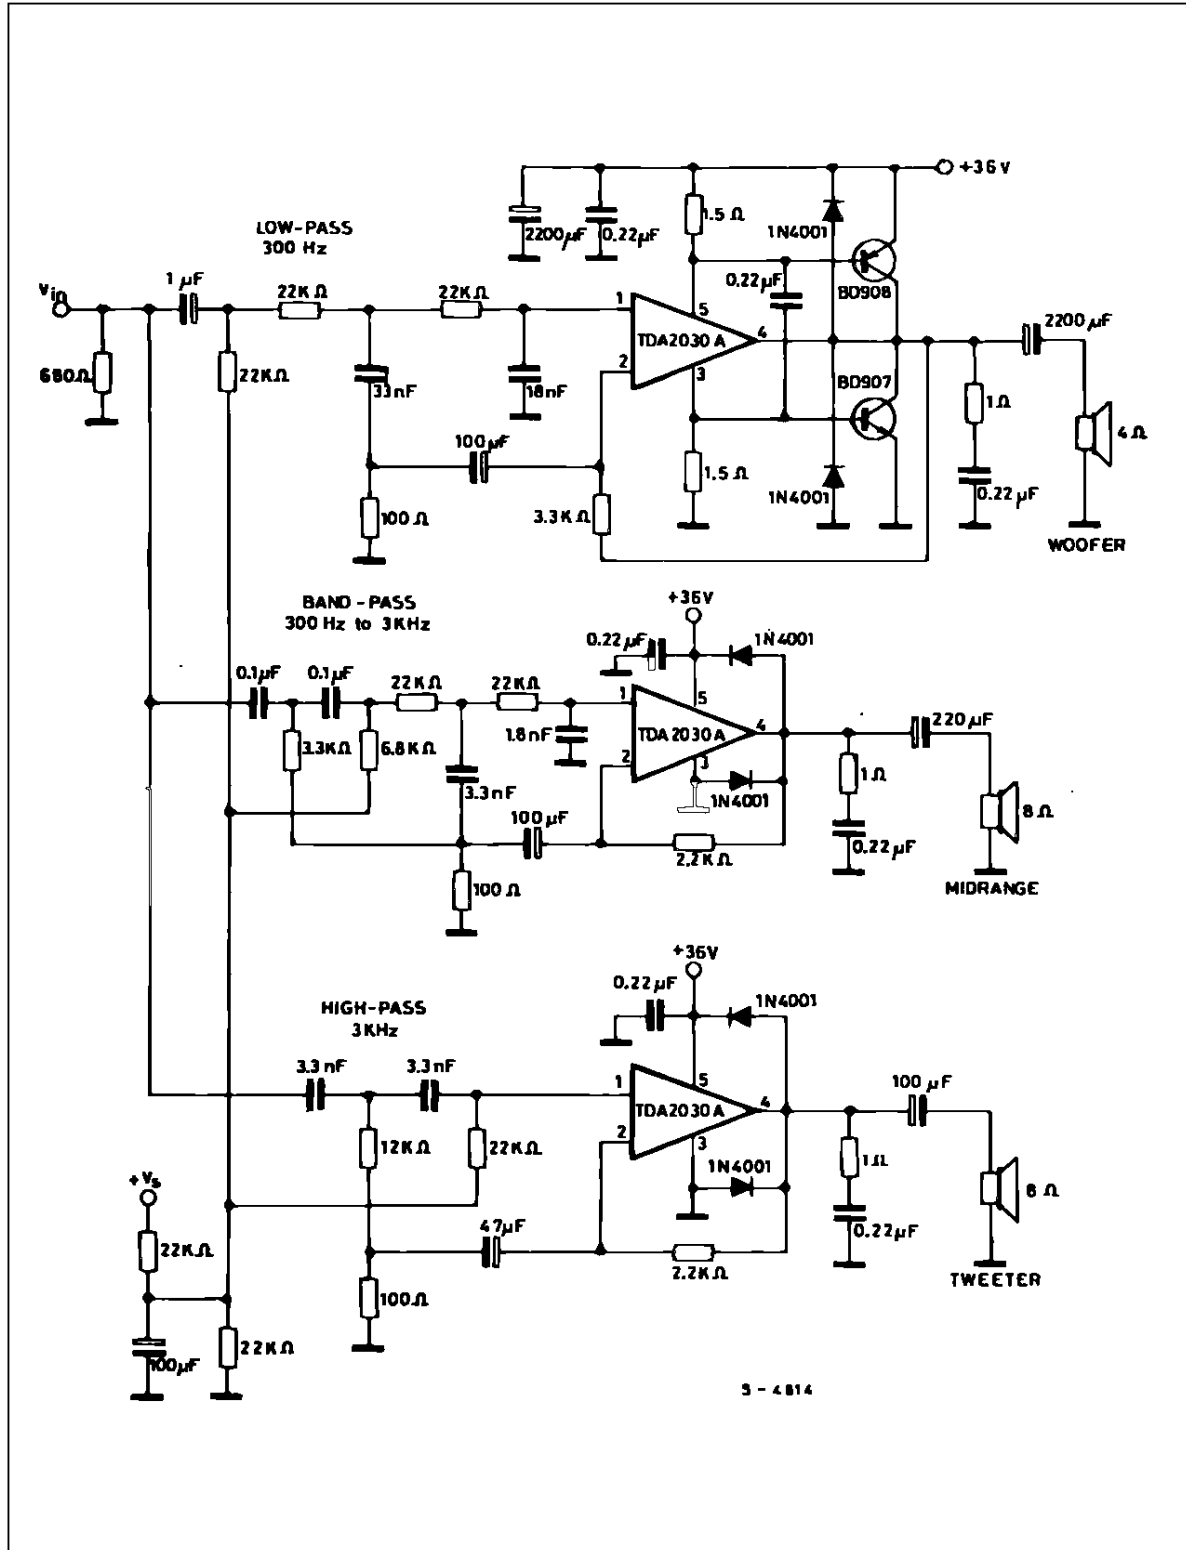 +36V
1.5 Ω
1N4001
2200µF
0.22µF
LOW-PASS
300 Hz
1 µF
Vin
22KΩ
22KΩ
0.22µF
BD908
1
5
TDA2030A
4
2200 µF
680Ω
22KΩ
33nF
18nF
2
3
BD907
1Ω
4Ω
100µF
1.5 Ω
1N4001
0.22µF
100Ω
3.3KΩ
WOOFER
BAND-PASS
300 Hz to 3KHz
+36V
0.22µF
1N4001
0.1µF
0.1µF
22KΩ
22KΩ
1
5
220µF
3.3KΩ
6.8KΩ
1.8nF
TDA2030A
4
2
3
1Ω
3.3nF
1N4001
8Ω
100µF
2.2KΩ
0.22µF
100Ω
MIDRANGE
+36V
0.22µF
1N4001
HIGH-PASS
3KHz
3.3nF
3.3nF
1
5
100 µF
TDA2030A
4
12KΩ
22KΩ
2
3
1Ω
1N4001
+Vs
8Ω
47µF
0.22µF
22KΩ
2.2KΩ
TWEETER
100Ω
100µF
22KΩ
S - 4814